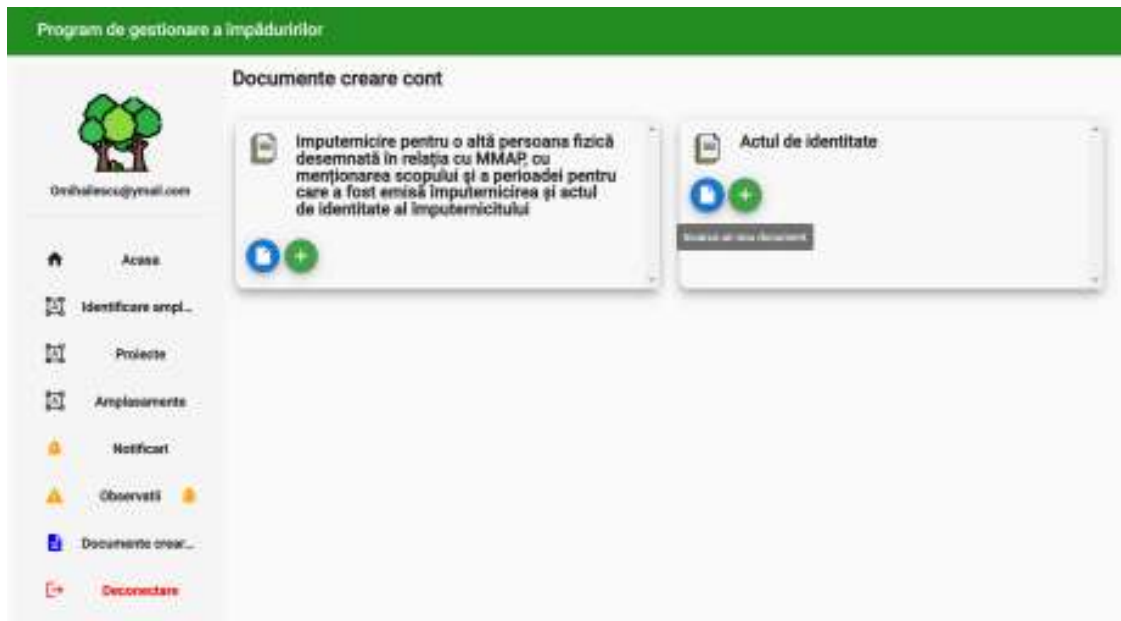 Program de gestionare a împăduririlor
Documente creare cont
Imputernicire pentru o altă persoana fizică
desemnată în relația cu MMAP, cu
menționarea scopului și a perioadei pentru
care a fost emisă împuternicirea și actul
de identitate al împuternicitului
Actul de identitate
Acasa
Identificare ampl...
Proiecte
Amplasamente
Notificari
Observatii
Documente crear...
Deconectare